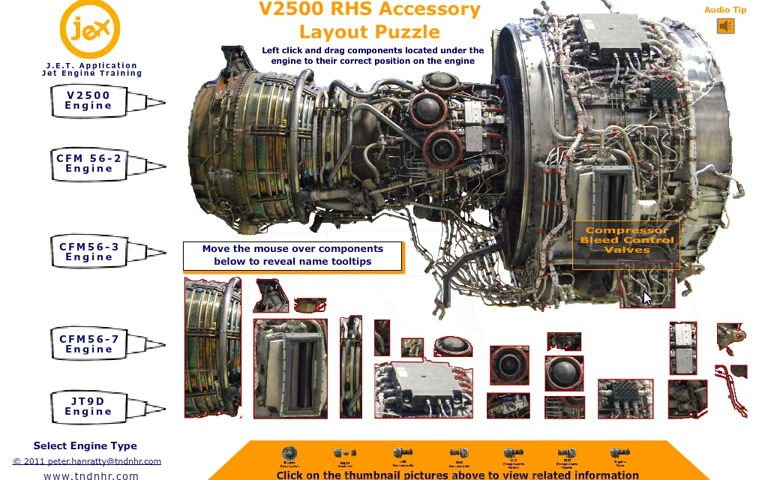 V2500 RHS Accessory
Layout Puzzle
Left click and drag components located under the
engine to their correct position on the engine
Audio Tip
jet
J.E.T. Application
Jet Engine Training
V2500
Engine
CFM 56-2
Engine
CFM56-3
Engine
CFM56-7
Engine
JT9D
Engine
Compressor
Bleed Control
Valves
Move the mouse over components
below to reveal name tooltips
Select Engine Type
© 2011 peter.hanratty@tndnhr.com
www.tndnhr.com
Click on the thumbnail pictures above to view related information